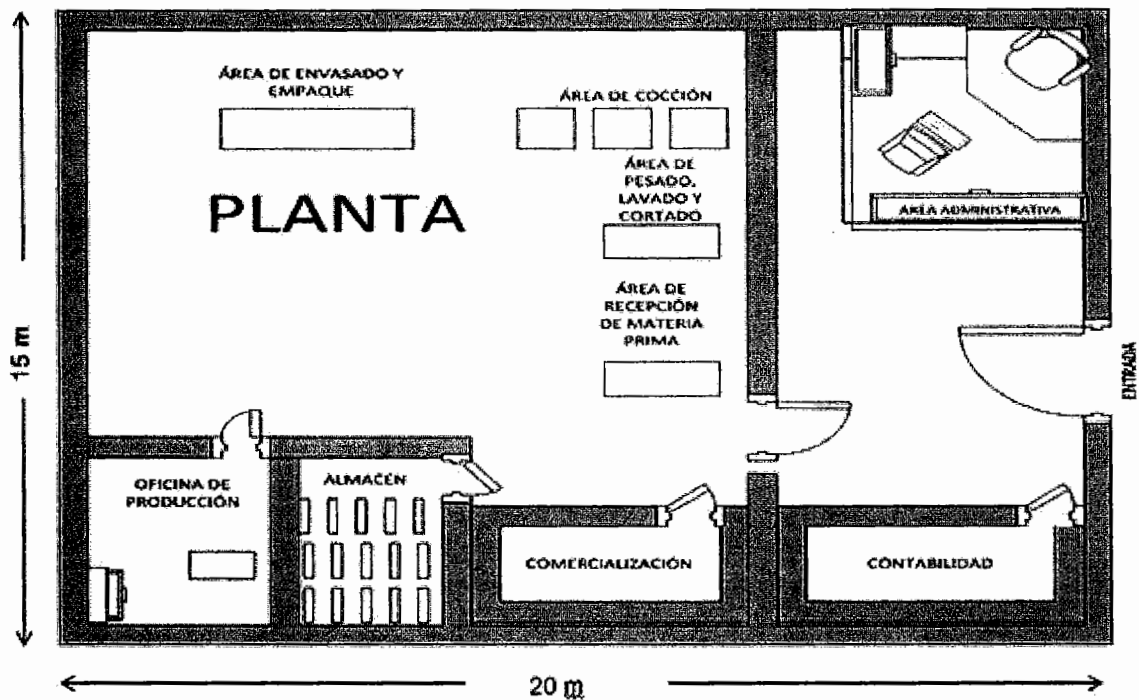 ÁREA DE ENVASADO Y
EMPAQUE
ÁREA DE COCCIÓN
ÁREA DE
PESADO,
LAVADO Y
CORTADO
PLANTA
ÁREA ADMINISTRATIVA
ÁREA DE
RECEPCIÓN
DE MATERIA
PRIMA
15 m
ENTRADA
OFICINA DE
PRODUCCIÓN
ALMACÉN
COMERCIALIZACIÓN
CONTABILIDAD
20 m